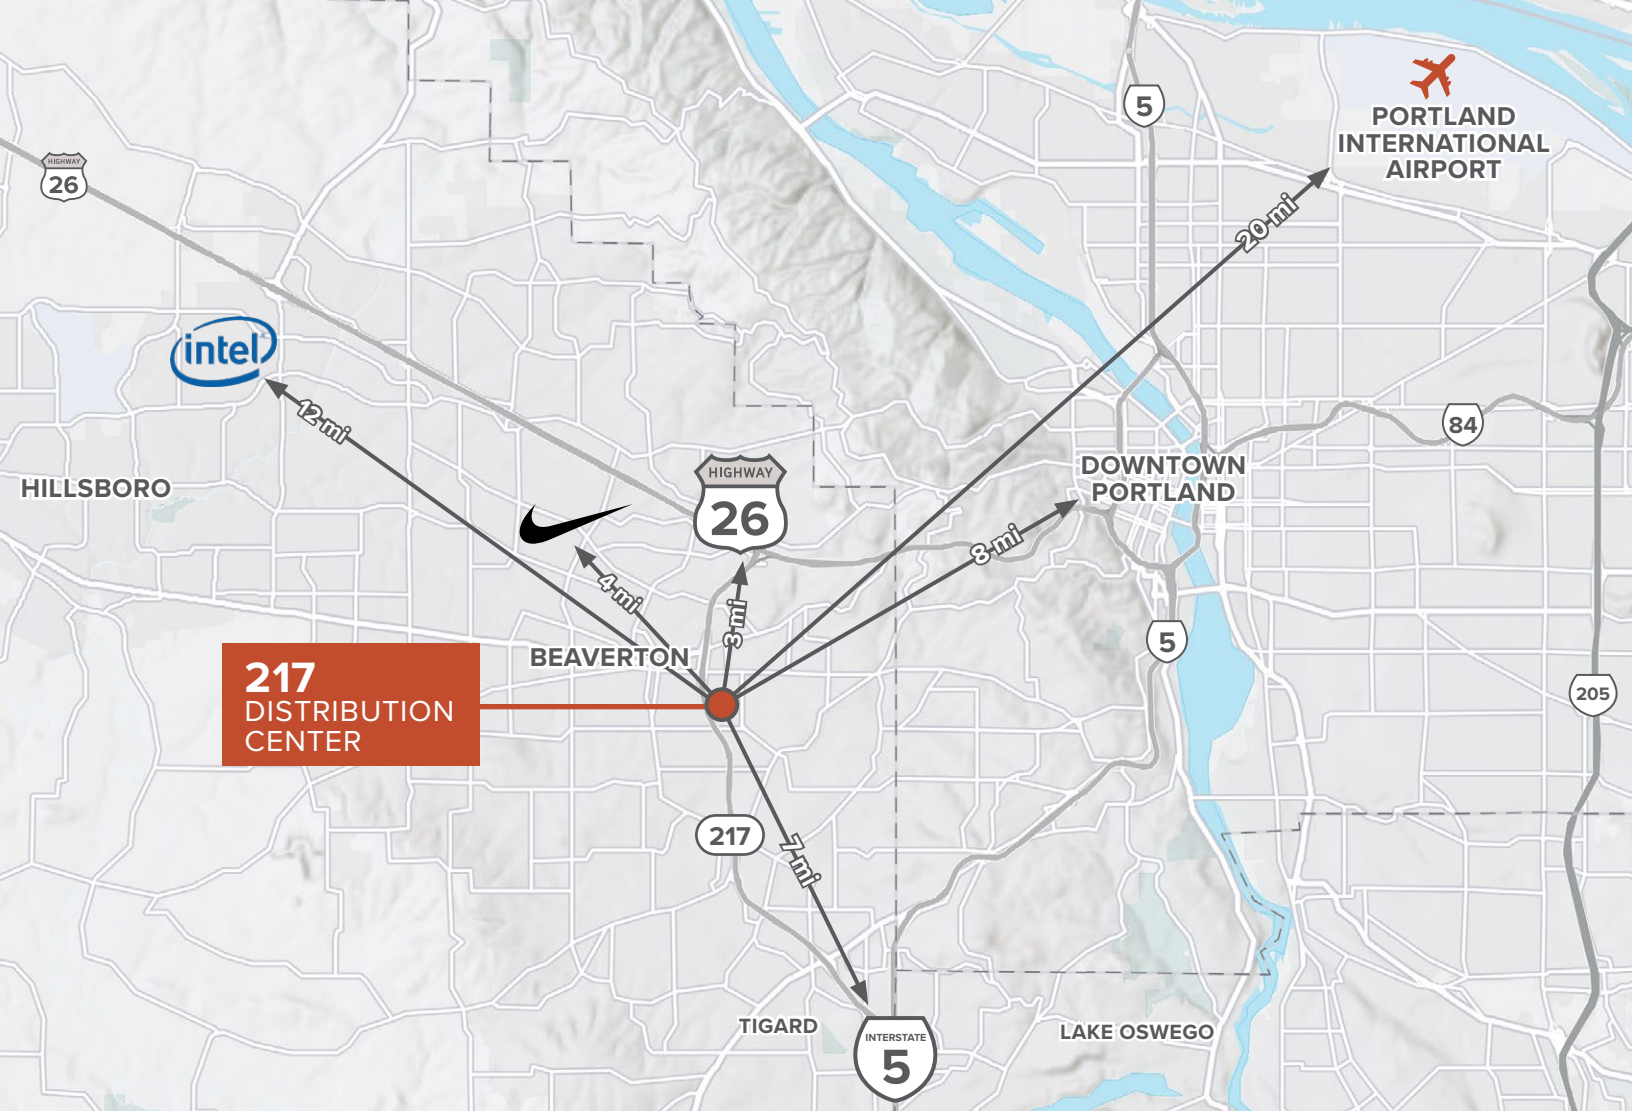 5
PORTLAND
INTERNATIONAL
AIRPORT
HIGHWAY
26
20 mi
intel
12 mi
84
HILLSBORO
DOWNTOWN
PORTLAND
HIGHWAY
26
8 mi
4 mi
3 mi
5
BEAVERTON
217
DISTRIBUTION
CENTER
205
217
7 mi
TIGARD
LAKE OSWEGO
INTERSTATE
5